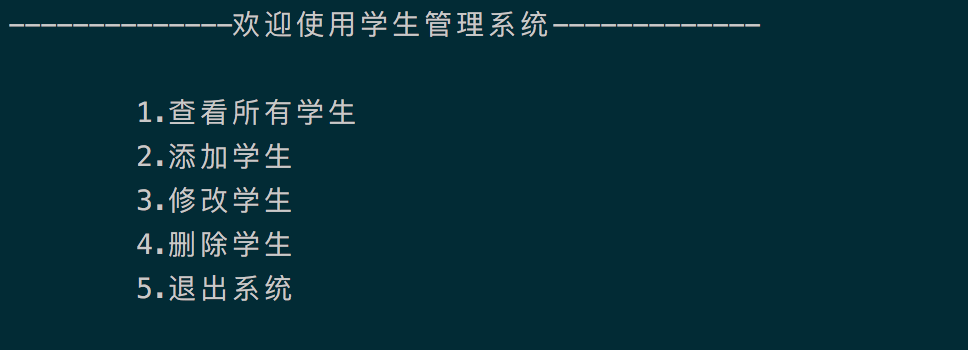 --------------欢迎使用学生管理系统-------------
1.查看所有学生
2.添加学生
3.修改学生
4.删除学生
5.退出系统